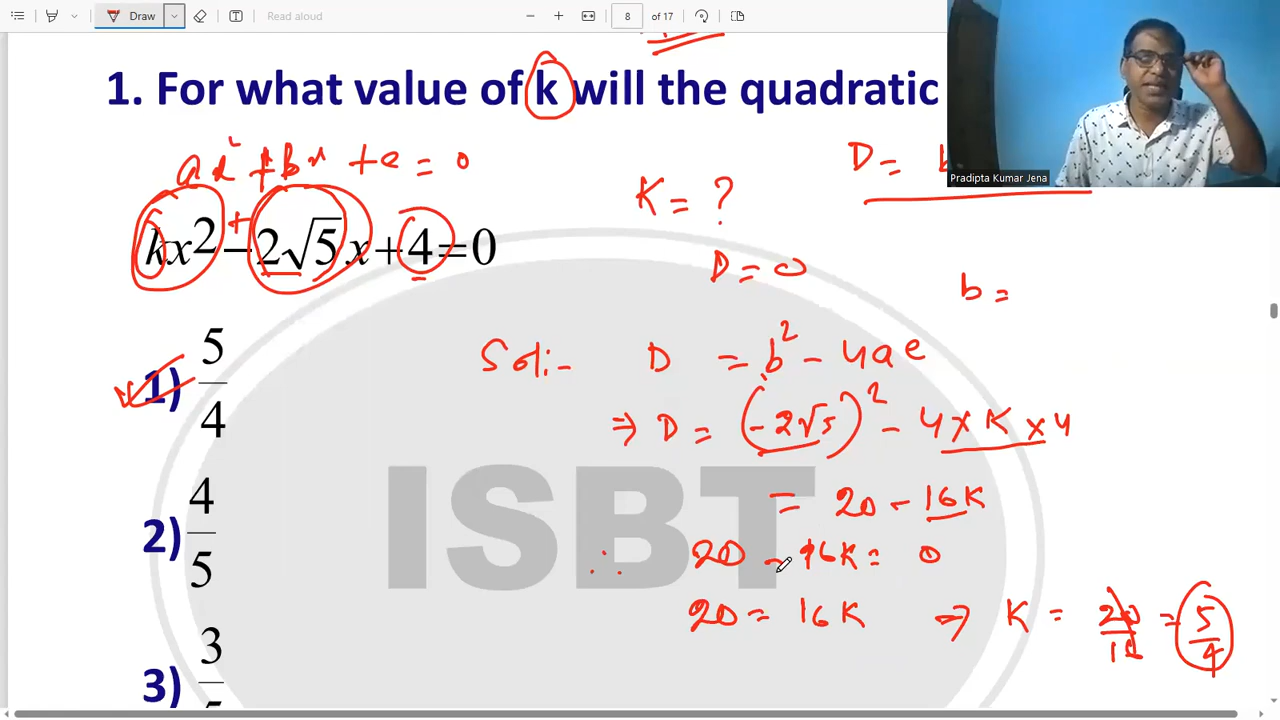 Draw
Read aloud
8 of 17
1. For what value of k will the quadratic
ax² + bx + c = 0
D = b
Pradipta Kumar Jena
K = ?
kx2 − 2√5x + 4 = 0
+
D = 0
b =
1) 5/4
Sol:- D = b² - 4ac
⇒ D = (-2√5)² - 4 × K × 4
2) 4/5
= 20 - 16K
ISBT
∴ 20 - 16K = 0
20 = 16K ⇒ K = 20/16 = 5/4
3) 3/5